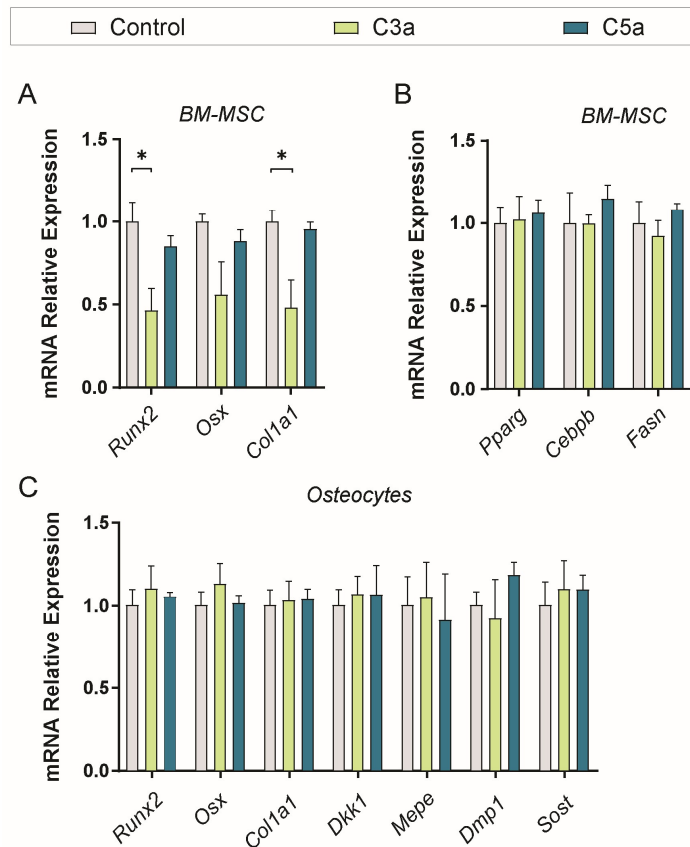 Control C3a C5a
A
BM-MSC
mRNA Relative Expression
1.5
1.0
0.5
0.0
* *
Runx2 Osx Col1a1
B
BM-MSC
mRNA Relative Expression
1.5
1.0
0.5
0.0
Pparg Cebpb Fasn
C
Osteocytes
mRNA Relative Expression
1.5
1.0
0.5
0.0
Runx2 Osx Col1a1 Dkk1 Mepe Dmp1 Sost